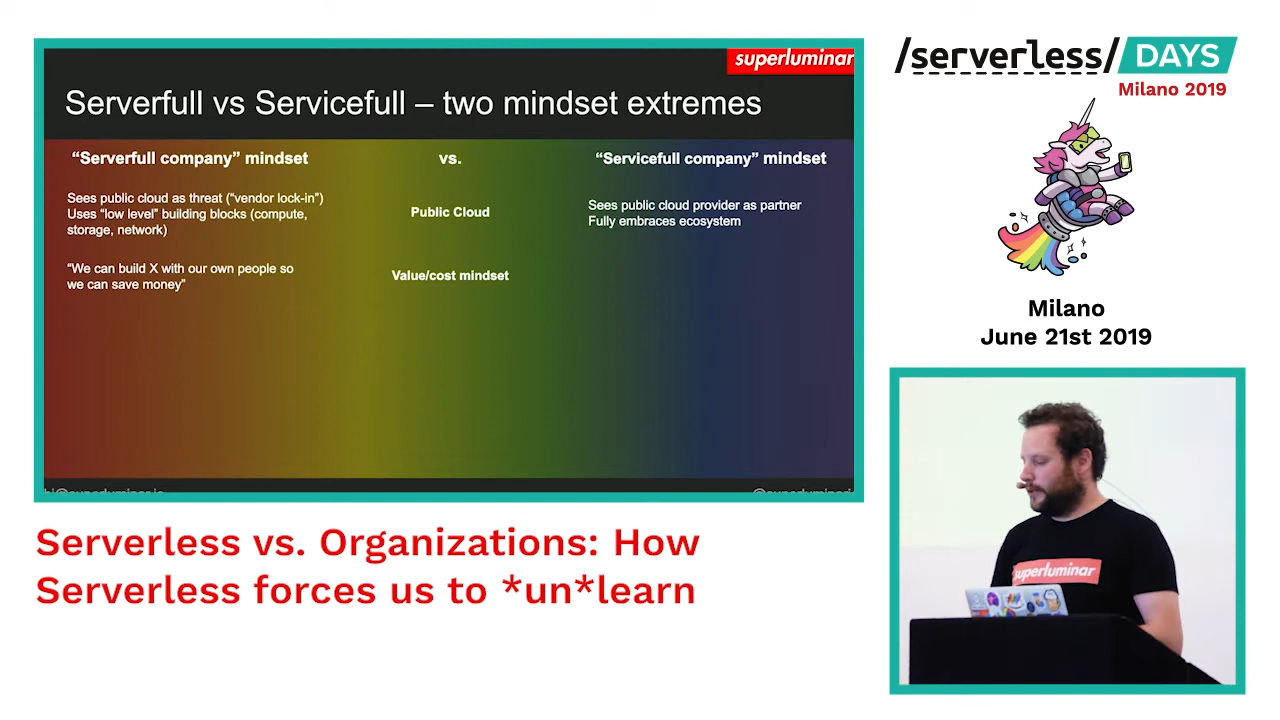 superluminar
Serverfull vs Servicefull – two mindset extremes
“Serverfull company” mindset
vs.
“Servicefull company” mindset
Sees public cloud as threat (“vendor lock-in”)
Uses “low level” building blocks (compute,
storage, network)
Public Cloud
Sees public cloud provider as partner
Fully embraces ecosystem
“We can build X with our own people so
we can save money”
Value/cost mindset
/serverless/ DAYS
Milano 2019
Milano
June 21st 2019
superluminar
Serverless vs. Organizations: How
Serverless forces us to *un*learn